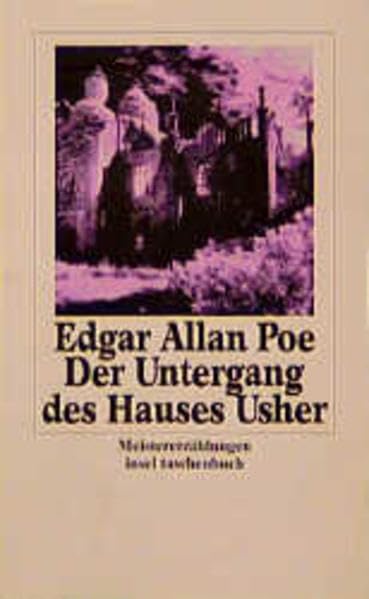 Edgar Allan Poe
Der Untergang
des Hauses Usher
Meistererzählungen
insel taschenbuch